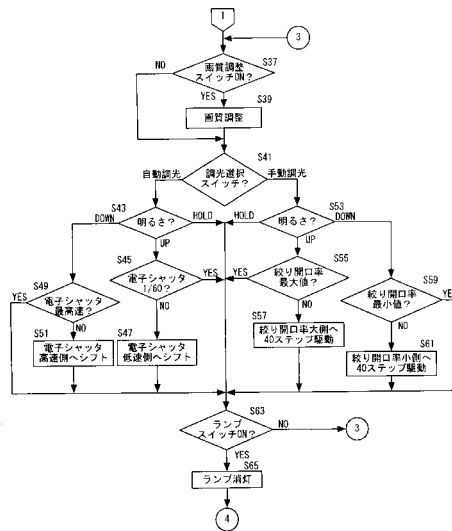 1
3
S37
NO
画質調整
スイッチON?
YES
S39
画質調整
S41
調光選択
スイッチ?
自動調光
手動調光
S43
明るさ?
DOWN
HOLD
UP
S53
HOLD
明るさ?
DOWN
UP
S45
電子シャッタ
1/60?
YES
NO
S55
YES
絞り開口率
最大値?
NO
S49
YES
電子シャッタ
最高速?
NO
S59
絞り開口率
最小値?
NO
S51
電子シャッタ
高速側へシフト
S47
電子シャッタ
低速側へシフト
S57
絞り開口率大側へ
40ステップ駆動
S61
絞り開口率小側へ
40ステップ駆動
S63
ランプ
スイッチON?
NO
3
YES
S65
ランプ消灯
4